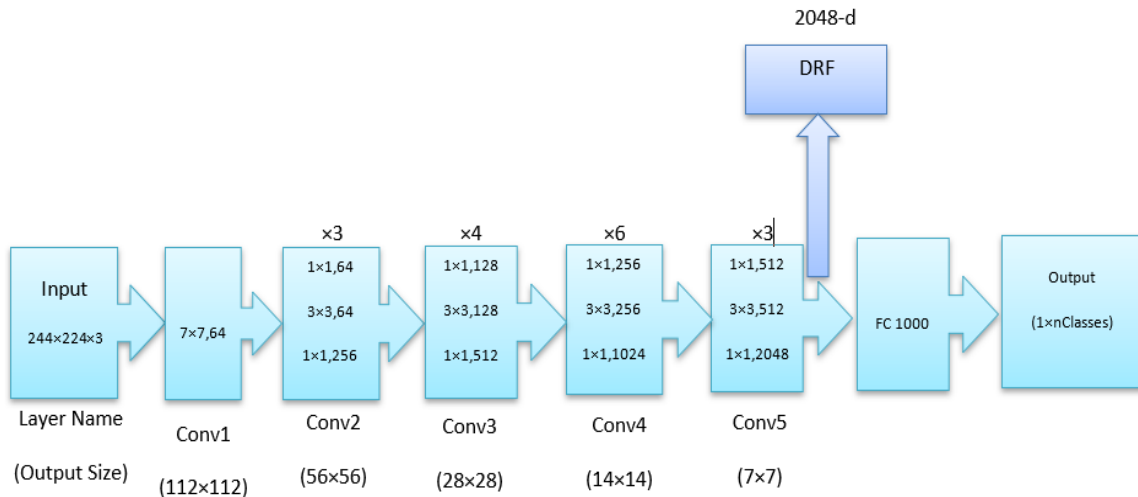 2048-d
DRF
×3
×4
×6
×3
Input
244×224×3
7×7,64
1×1,64
3×3,64
1×1,256
1×1,128
3×3,128
1×1,512
1×1,256
3×3,256
1×1,1024
1×1,512
3×3,512
1×1,2048
FC 1000
Output
(1×nClasses)
Layer Name
(Output Size)
Conv1
(112×112)
Conv2
(56×56)
Conv3
(28×28)
Conv4
(14×14)
Conv5
(7×7)